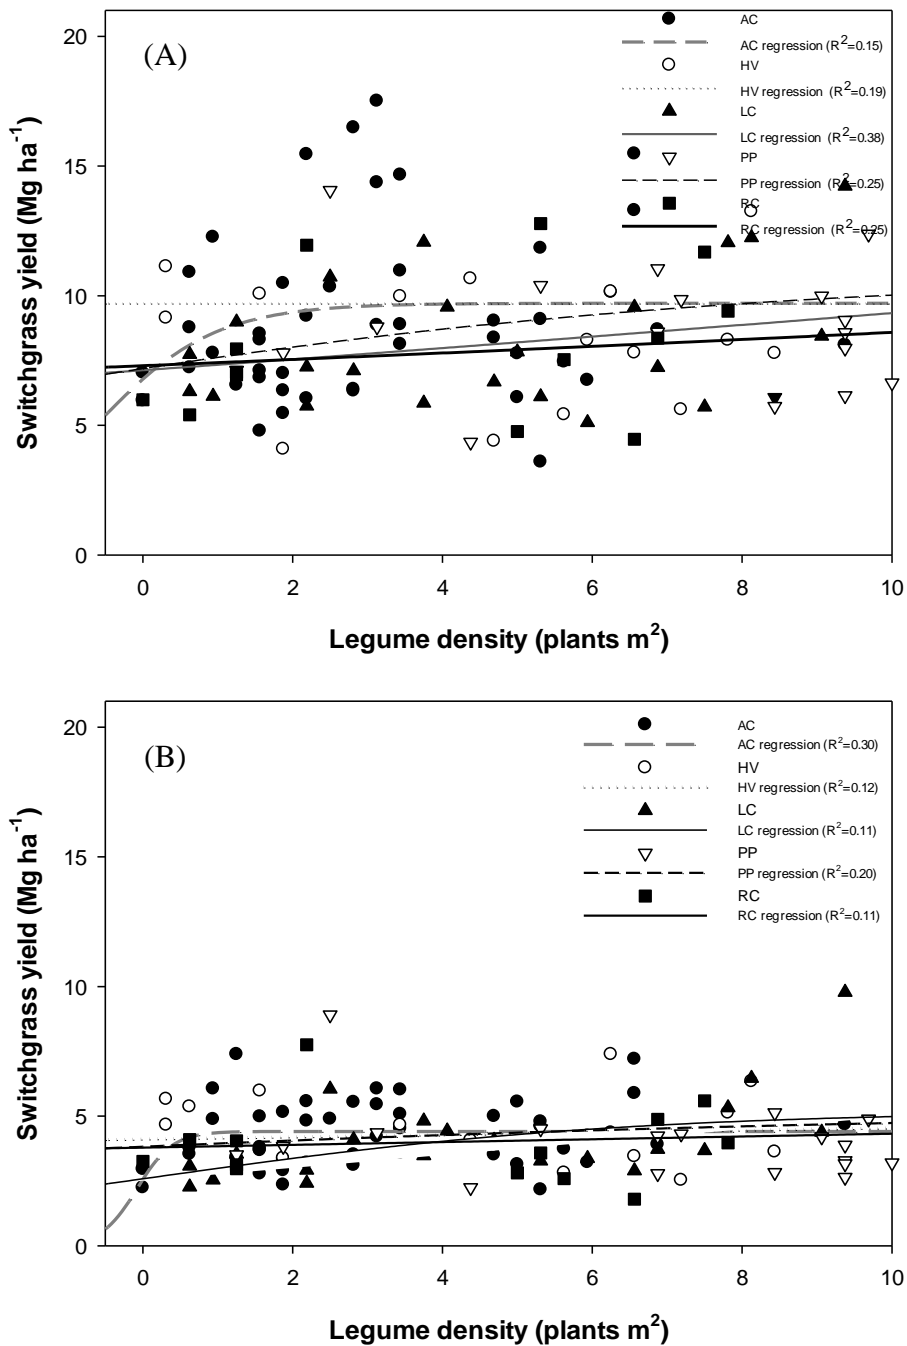 20
15
10
5
0
Switchgrass yield (Mg ha⁻¹)
(A)
AC
AC regression (R²=0.15)
HV
HV regression (R²=0.19)
LC
LC regression (R²=0.38)
PP
PP regression (R²=0.25)
RC
RC regression (R²=0.25)
0 2 4 6 8 10
Legume density (plants m²)
20
15
10
5
0
Switchgrass yield (Mg ha⁻¹)
(B)
AC
AC regression (R²=0.30)
HV
HV regression (R²=0.12)
LC
LC regression (R²=0.11)
PP
PP regression (R²=0.20)
RC
RC regression (R²=0.11)
0 2 4 6 8 10
Legume density (plants m²)